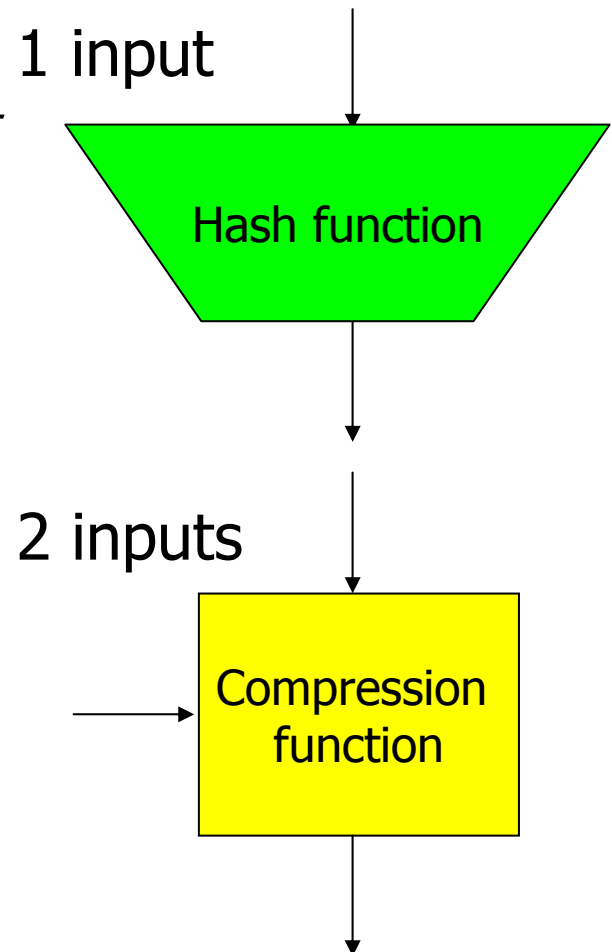 1 input
Hash function
2 inputs
Compression
function